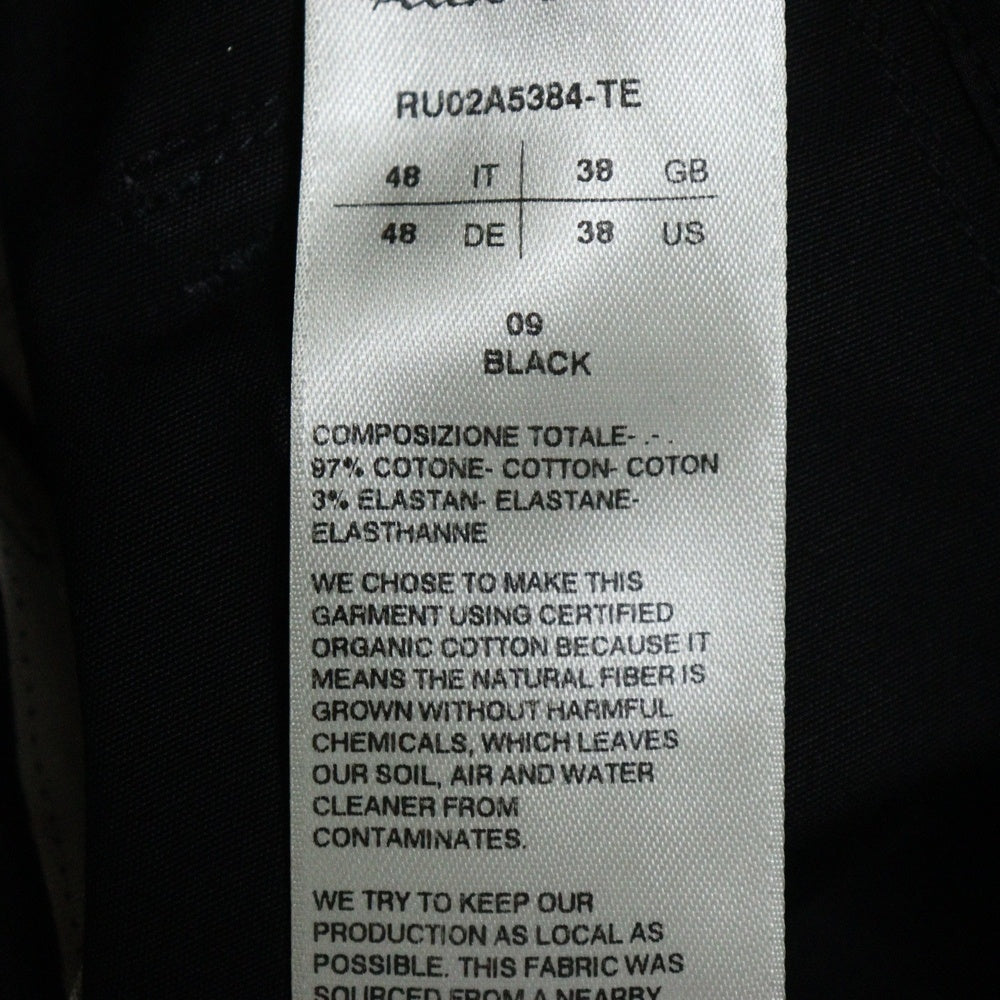 RU02A5384-TE
48 IT 38 GB
48 DE 38 US
09
BLACK
COMPOSIZIONE TOTALE- .- .
97% COTONE- COTTON- COTON
3% ELASTAN- ELASTANE-
ELASTHANNE
WE CHOSE TO MAKE THIS
GARMENT USING CERTIFIED
ORGANIC COTTON BECAUSE IT
MEANS THE NATURAL FIBER IS
GROWN WITHOUT HARMFUL
CHEMICALS, WHICH LEAVES
OUR SOIL, AIR AND WATER
CLEANER FROM
CONTAMINATES.
WE TRY TO KEEP OUR
PRODUCTION AS LOCAL AS
POSSIBLE. THIS FABRIC WAS
SOURCED FROM A NEARBY